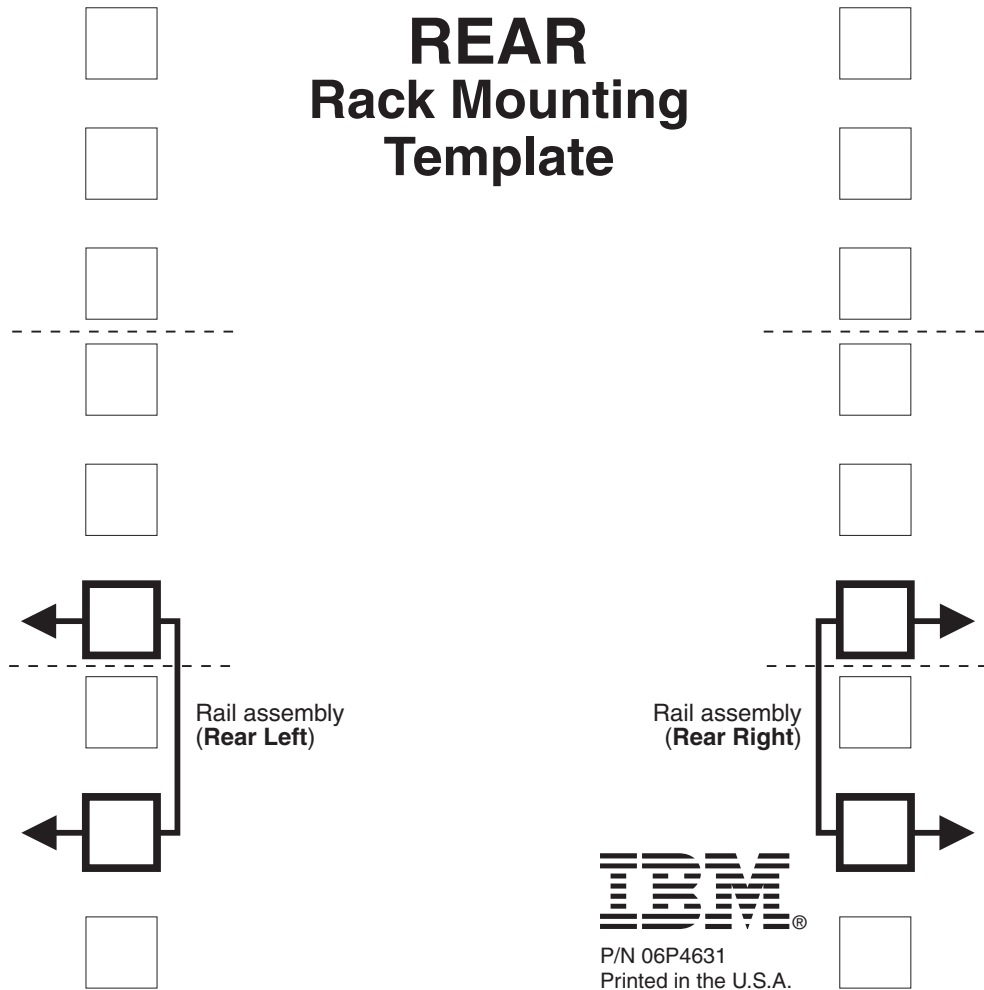 REAR
Rack Mounting
Template
Rail assembly
(Rear Left)
Rail assembly
(Rear Right)
IBM®
P/N 06P4631
Printed in the U.S.A.